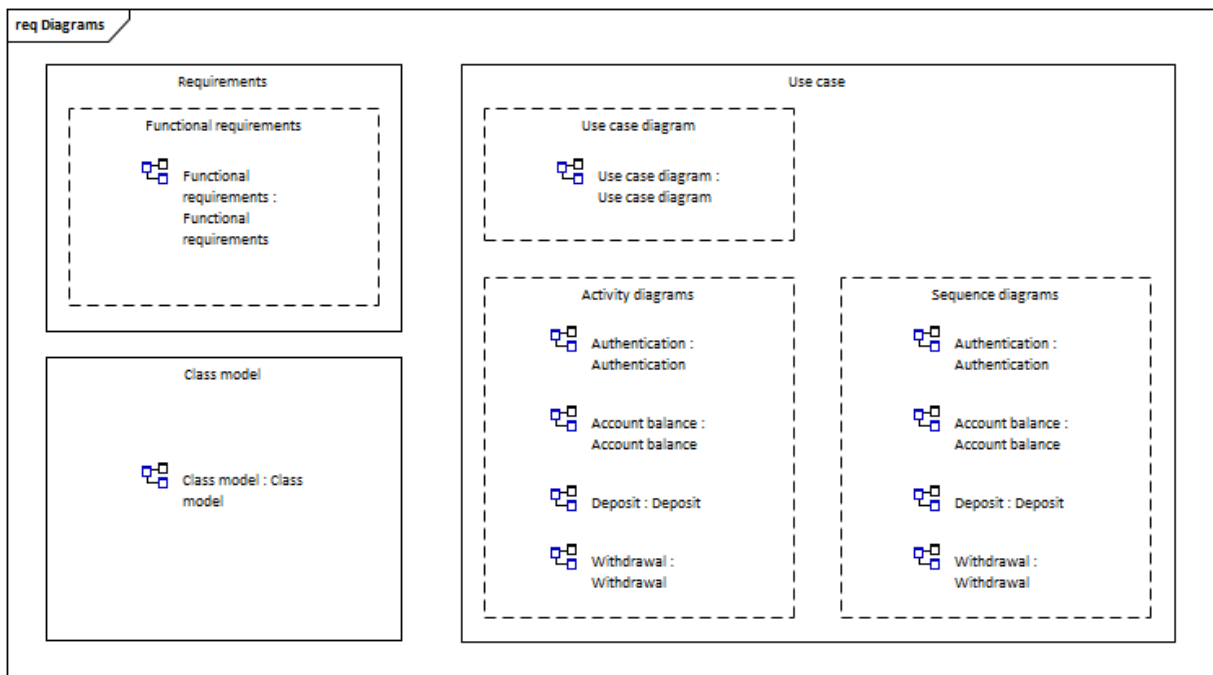 req Diagrams
Requirements
Functional requirements
Functional
requirements :
Functional
requirements
Class model
Class model : Class
model
Use case
Use case diagram
Use case diagram :
Use case diagram
Activity diagrams
Authentication :
Authentication
Account balance :
Account balance
Deposit : Deposit
Withdrawal :
Withdrawal
Sequence diagrams
Authentication :
Authentication
Account balance :
Account balance
Deposit : Deposit
Withdrawal :
Withdrawal